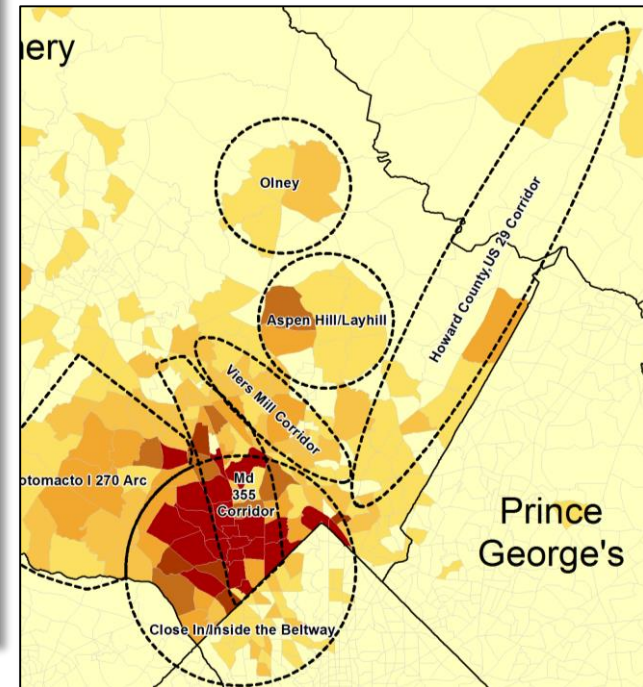 ery
Olney
Aspen Hill/Layhill
Howard County,US 29 Corridor
Viers Mill Corridor
otomacto I 270 Arc
Md
355
Corridor
Prince
George's
Close In/Inside the Beltway